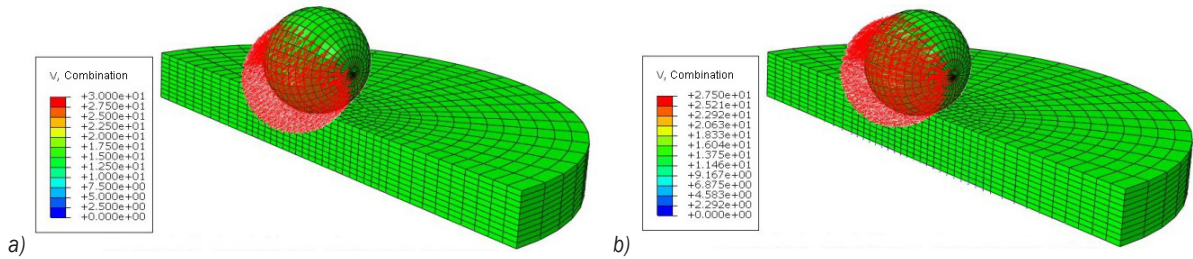 V, Combination
+3.000e+01
+2.750e+01
+2.500e+01
+2.250e+01
+2.000e+01
+1.750e+01
+1.500e+01
+1.250e+01
+1.000e+01
+7.500e+00
+5.000e+00
+2.500e+00
+0.000e+00
a)
V, Combination
+2.750e+01
+2.521e+01
+2.292e+01
+2.063e+01
+1.833e+01
+1.604e+01
+1.375e+01
+1.146e+01
+9.167e+00
+6.875e+00
+4.583e+00
+2.292e+00
+0.000e+00
b)